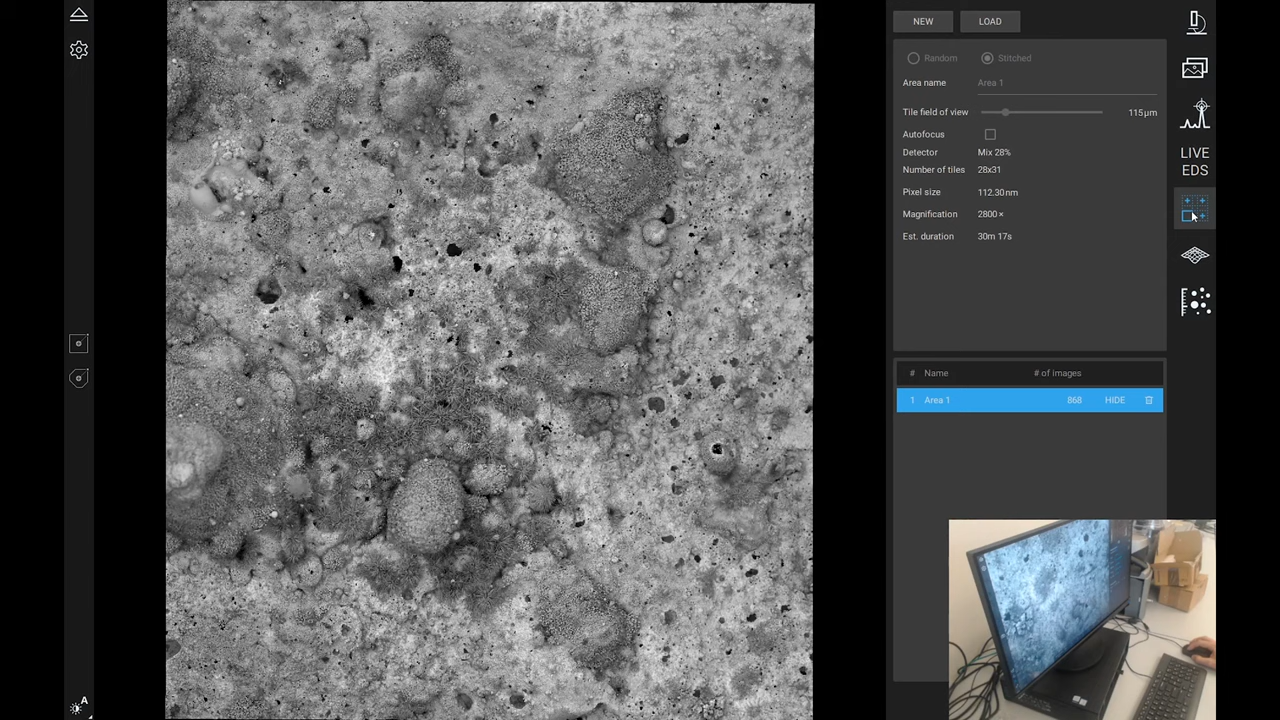 NEW LOAD
Random Stitched
Area name Area 1
Tile field of view 115µm
Autofocus
Detector Mix 28%
Number of tiles 28x31
Pixel size 112.30nm
Magnification 2800×
Est. duration 30m 17s
LIVE
EDS
# Name # of images
1 Area 1 868 HIDE
A